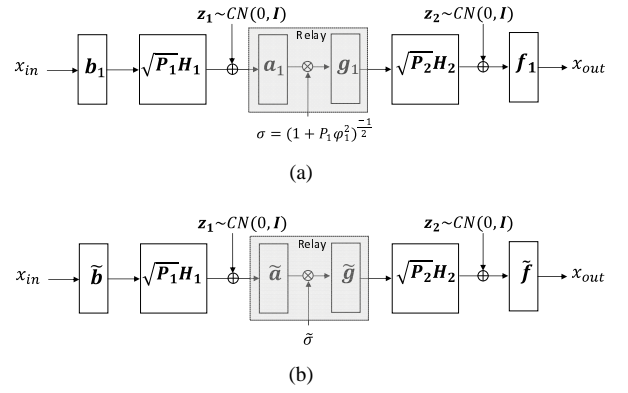 z₁~CN(0, I) Relay z₂~CN(0, I)
x_in b₁ √P₁H₁ a₁ g₁ √P₂H₂ f₁ x_out
σ = (1 + P₁φ₁²)^(-1/2)
(a)
z₁~CN(0, I) Relay z₂~CN(0, I)
x_in b̃ √P₁H₁ ã g̃ √P₂H₂ f̃ x_out
σ̃
(b)